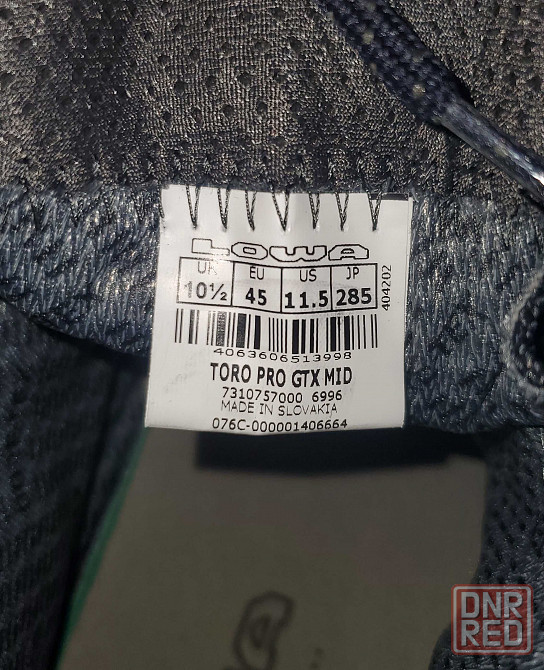 LOWA
UK EU US JP
10½ 45 11.5 285
404202
4063606513998
TORO PRO GTX MID
7310757000 6996
MADE IN SLOVAKIA
076C-000001406664
DNR
RED